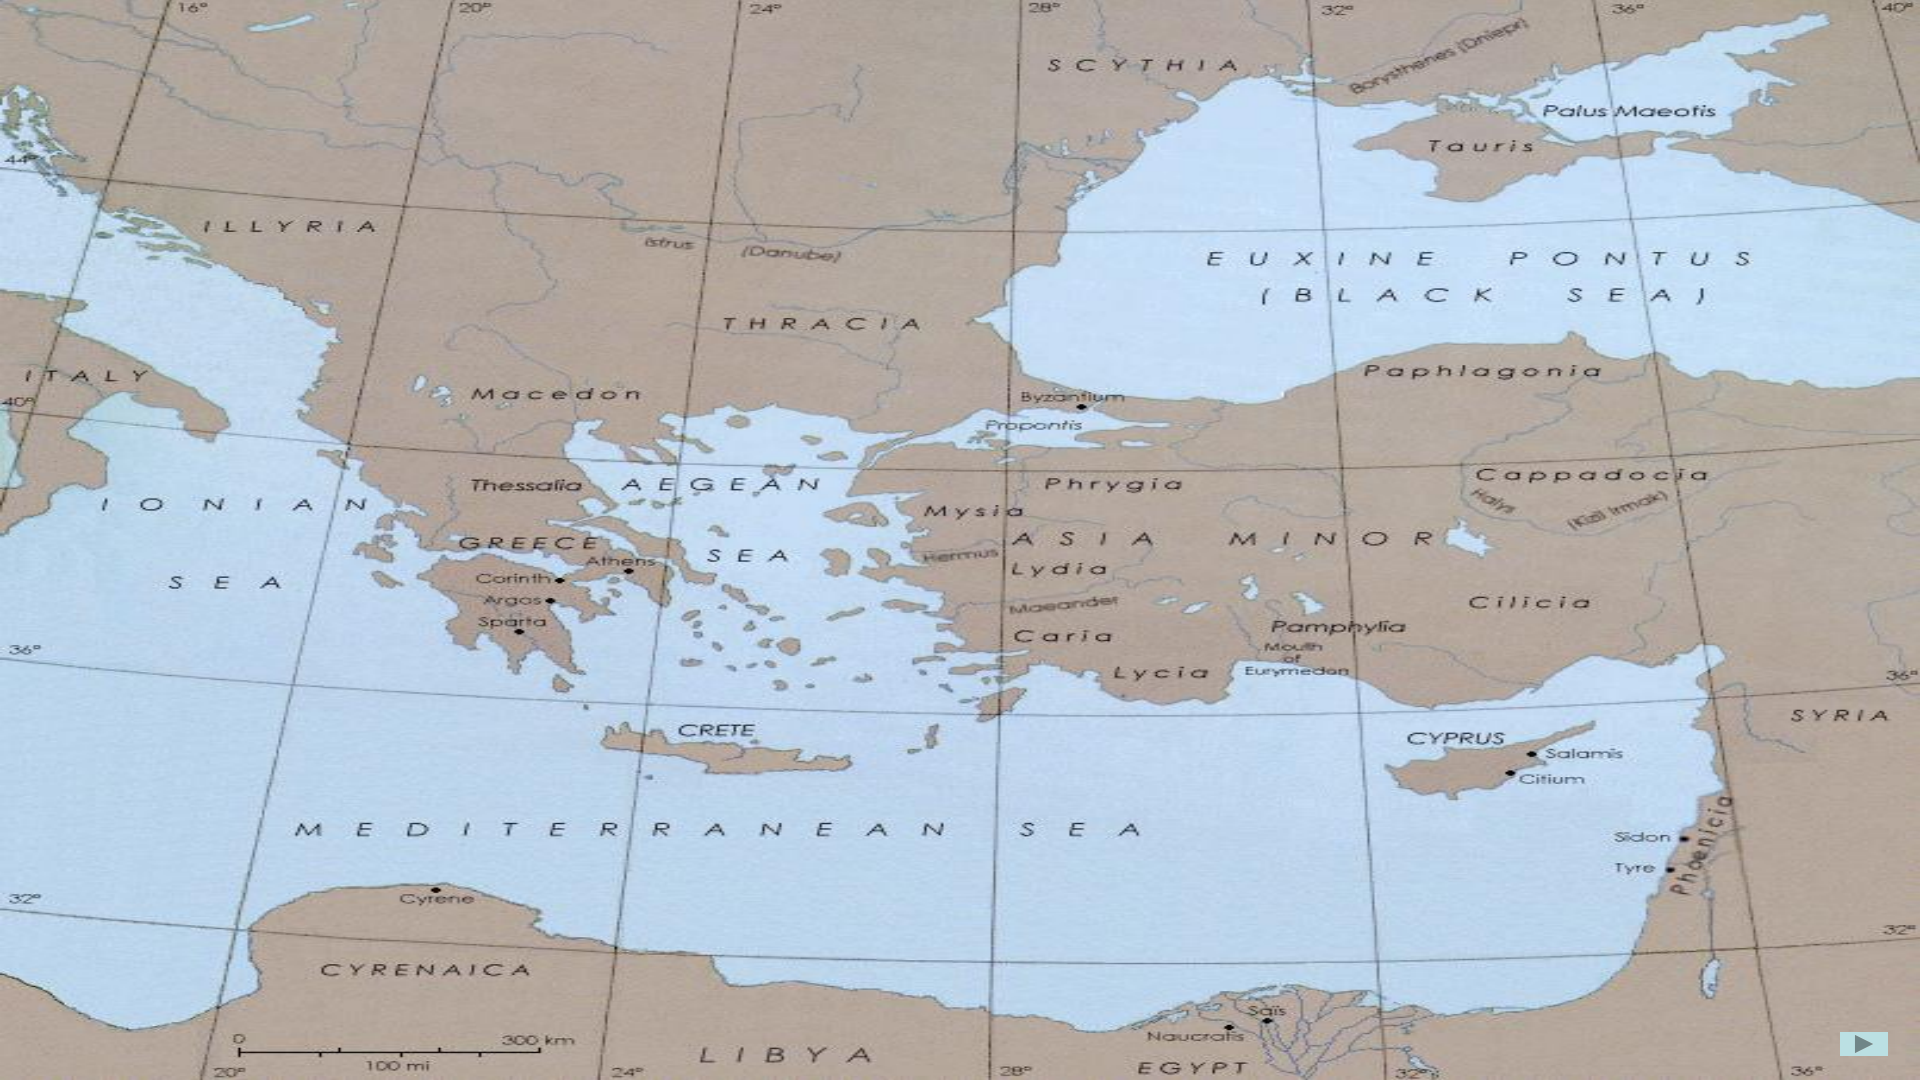 16°
20°
24°
28°
32°
36°
40°
SCYTHIA
Borysthenes (Dniepr)
Palus Maeotis
Tauris
44°
ILLYRIA
Istrus (Danube)
EUXINE PONTUS
(BLACK SEA)
THRACIA
ITALY
Paphlagonia
40°
Macedon
Byzantium
Propontis
Thessalia
AEGEAN
Phrygia
Cappadocia
Halys (Kizil Irmak)
IONIAN
Mysia
GREECE
ASIA MINOR
SEA
Hermus
Athens
Lydia
SEA
Corinth
Argos
Maeander
Cilicia
Sparta
Caria
Pamphylia
36°
Mouth
of
Eurymedon
Lycia
36°
SYRIA
CRETE
CYPRUS
Salamis
Citium
MEDITERRANEAN SEA
Phoenicia
Sidon
Tyre
32°
Cyrene
32°
CYRENAICA
Saïs
Naucratis
0 300 km
100 mi
LIBYA
EGYPT
20°
24°
28°
32°
36°